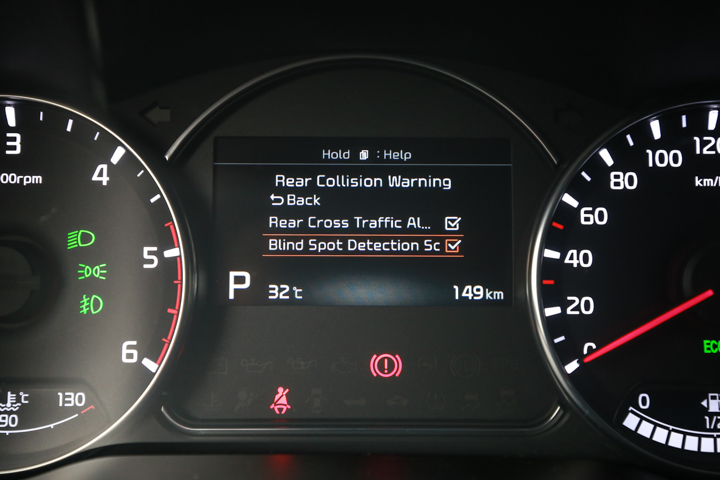 Hold : Help
Rear Collision Warning
Back
Rear Cross Traffic Al...
Blind Spot Detection Sc
P
32℃
149km
3
4
5
6
00rpm
℃
130
90
0
20
40
60
80
100
120
km/
ECO
0
1/2